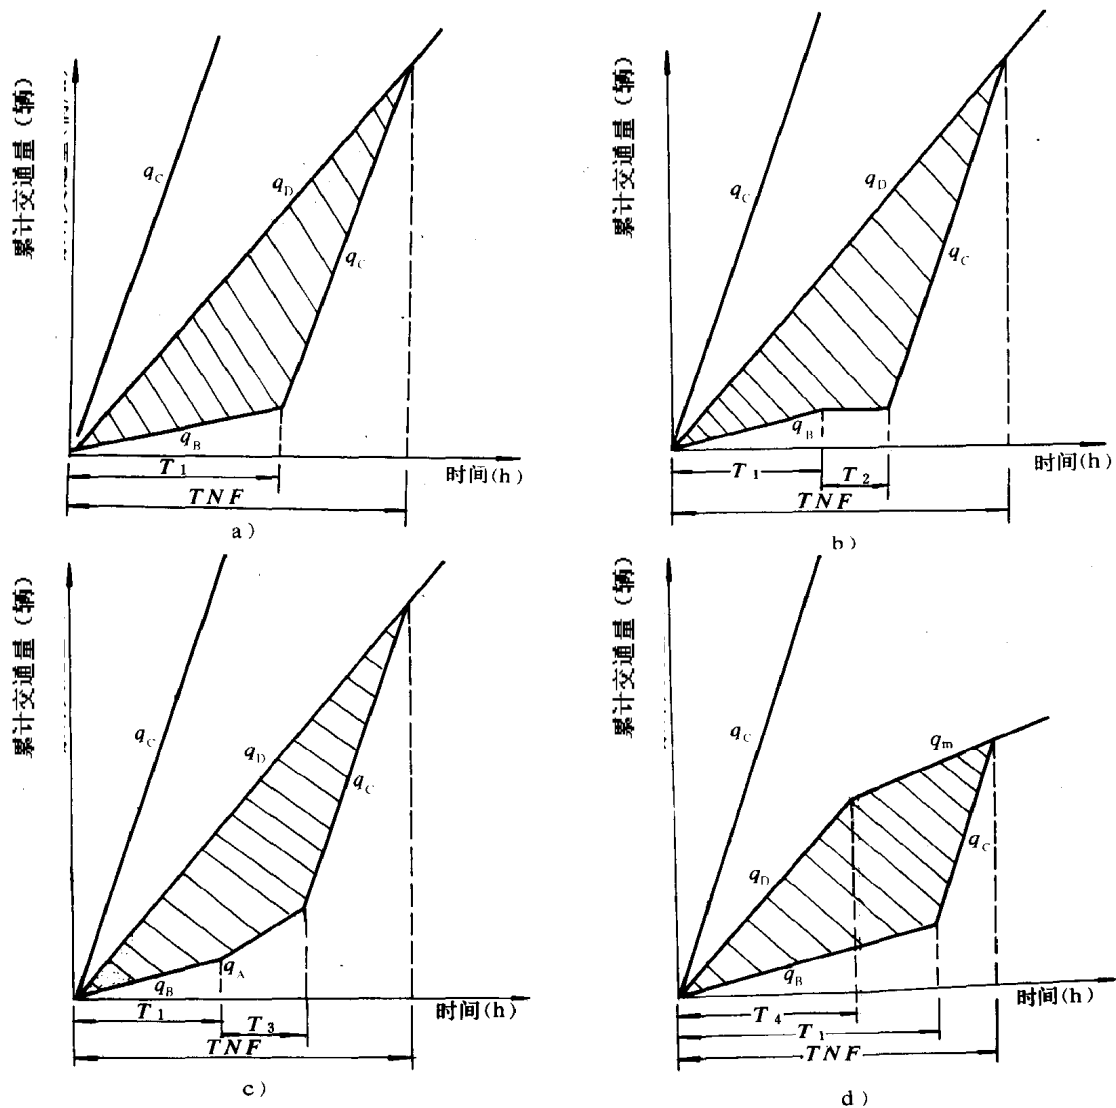 累计交通量(辆)
q_C
q_D
q_C
q_B
T_1
时间(h)
TNF
a)
累计交通量(辆)
q_C
q_D
q_C
q_B
T_1
T_2
时间(h)
TNF
b)
累计交通量(辆)
q_C
q_D
q_C
q_A
q_B
T_1
T_3
时间(h)
TNF
c)
累计交通量(辆)
q_C
q_m
q_D
q_C
q_B
T_4
时间(h)
T_1
TNF
d)